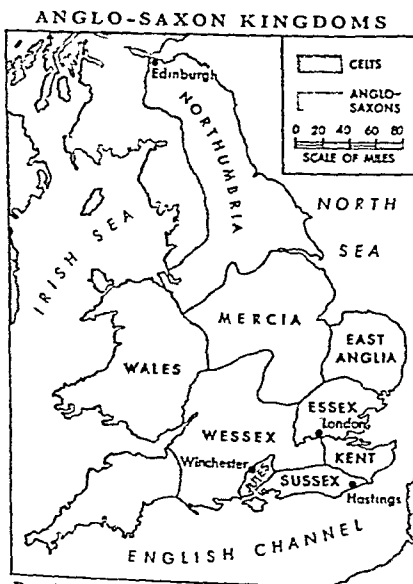 ANGLO-SAXON KINGDOMS
CELTS
ANGLO-
SAXONS
0 20 40 60 80
SCALE OF MILES
Edinburgh
NORTHUMBRIA
NORTH
SEA
IRISH SEA
MERCIA
EAST
ANGLIA
WALES
ESSEX
London
WESSEX
KENT
Winchester
JUTES
SUSSEX
Hastings
ENGLISH CHANNEL